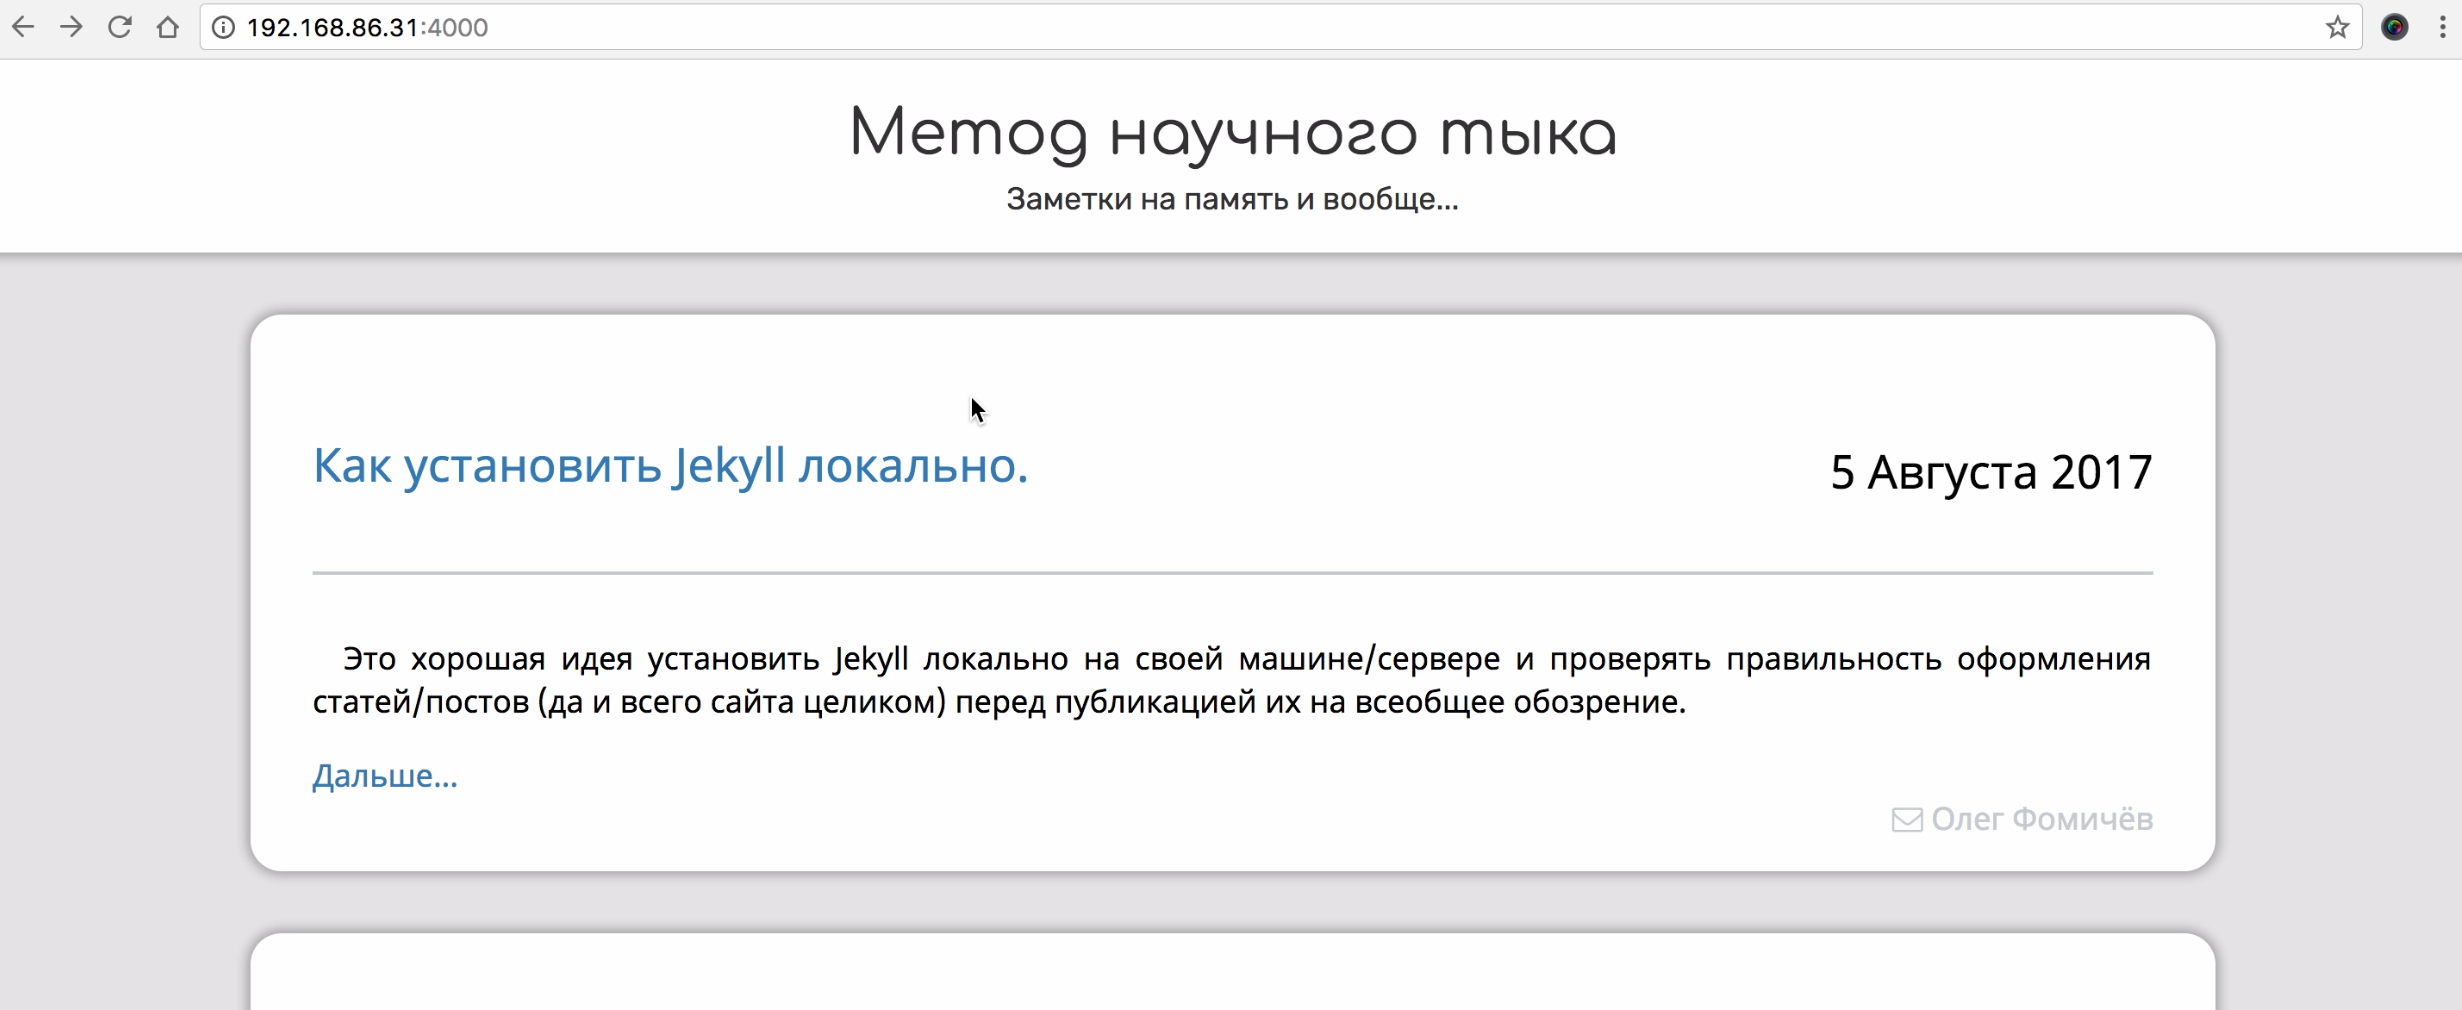 192.168.86.31:4000
Метод научного тыка
Заметки на память и вообще...
Как установить Jekyll локально.
5 Августа 2017
Это хорошая идея установить Jekyll локально на своей машине/сервере и проверять правильность оформления
статей/постов (да и всего сайта целиком) перед публикацией их на всеобщее обозрение.
Дальше...
Олег Фомичёв